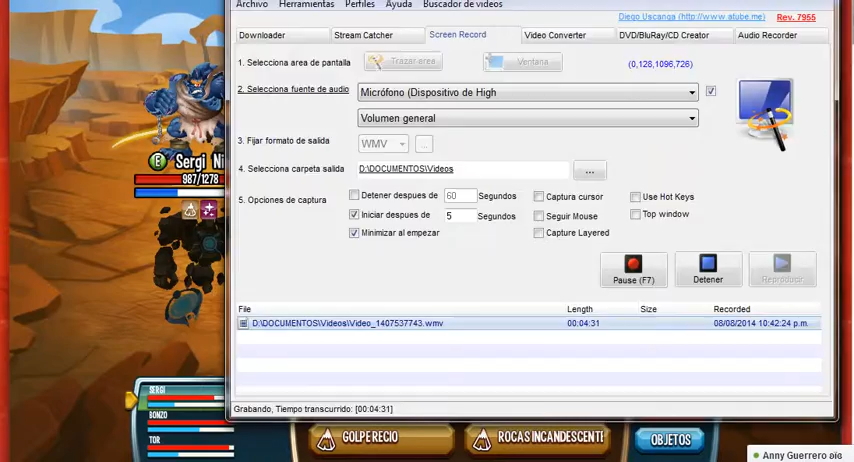 Archivo Herramientas Perfiles Ayuda Buscador de videos
Diego Uscanga (http://www.atube.me) Rev. 7955
Downloader Stream Catcher Screen Record Video Converter DVD/BluRay/CD Creator Audio Recorder
1. Selecciona area de pantalla Trazar area Ventana (0,128,1096,726)
2. Selecciona fuente de audio Micrófono (Dispositivo de High
Volumen general
3. Fijar formato de salida WMV ...
4. Selecciona carpeta salida D:\DOCUMENTOS\Videos ...
5. Opciones de captura
Detener despues de 60 Segundos Captura cursor Use Hot Keys
Iniciar despues de 5 Segundos Seguir Mouse Top window
Minimizar al empezar Capture Layered
Pause (F7) Detener Reproducir
File Length Size Recorded
D:\DOCUMENTOS\Videos\Video_1407537743.wmv 00:04:31 08/08/2014 10:42:24 p.m.
Grabando, Tiempo transcurrido: [00:04:31]
E Sergi Ni
987/1278
SERGI
BONZO
TOR
GOLPE RECIO ROCAS INCANDESCENTE OBJETOS
Anny Guerrero